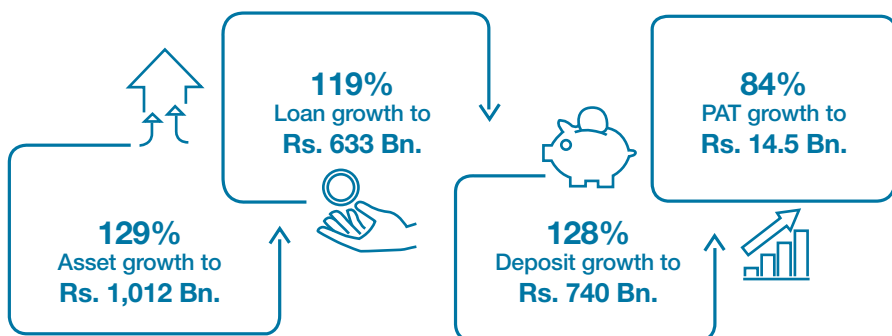 129%
Asset growth to
Rs. 1,012 Bn.
119%
Loan growth to
Rs. 633 Bn.
128%
Deposit growth to
Rs. 740 Bn.
84%
PAT growth to
Rs. 14.5 Bn.